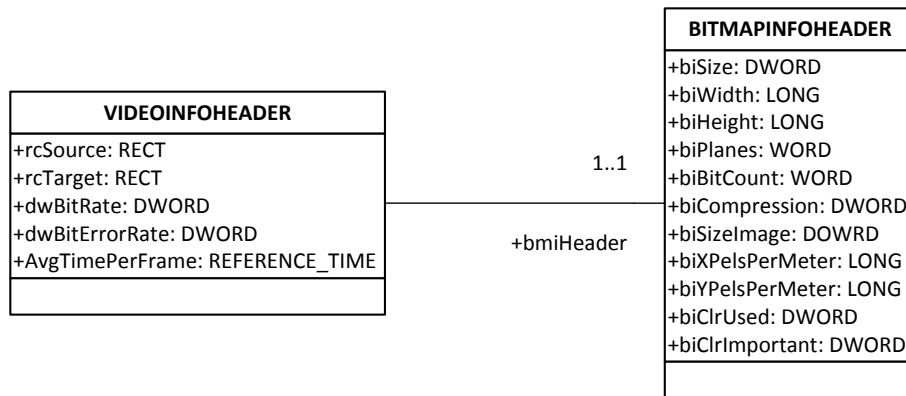 VIDEOINFOHEADER
+rcSource: RECT
+rcTarget: RECT
+dwBitRate: DWORD
+dwBitErrorRate: DWORD
+AvgTimePerFrame: REFERENCE_TIME
1..1
+bmiHeader
BITMAPINFOHEADER
+biSize: DWORD
+biWidth: LONG
+biHeight: LONG
+biPlanes: WORD
+biBitCount: WORD
+biCompression: DWORD
+biSizeImage: DOWRD
+biXPelsPerMeter: LONG
+biYPelsPerMeter: LONG
+biClrUsed: DWORD
+biClrImportant: DWORD